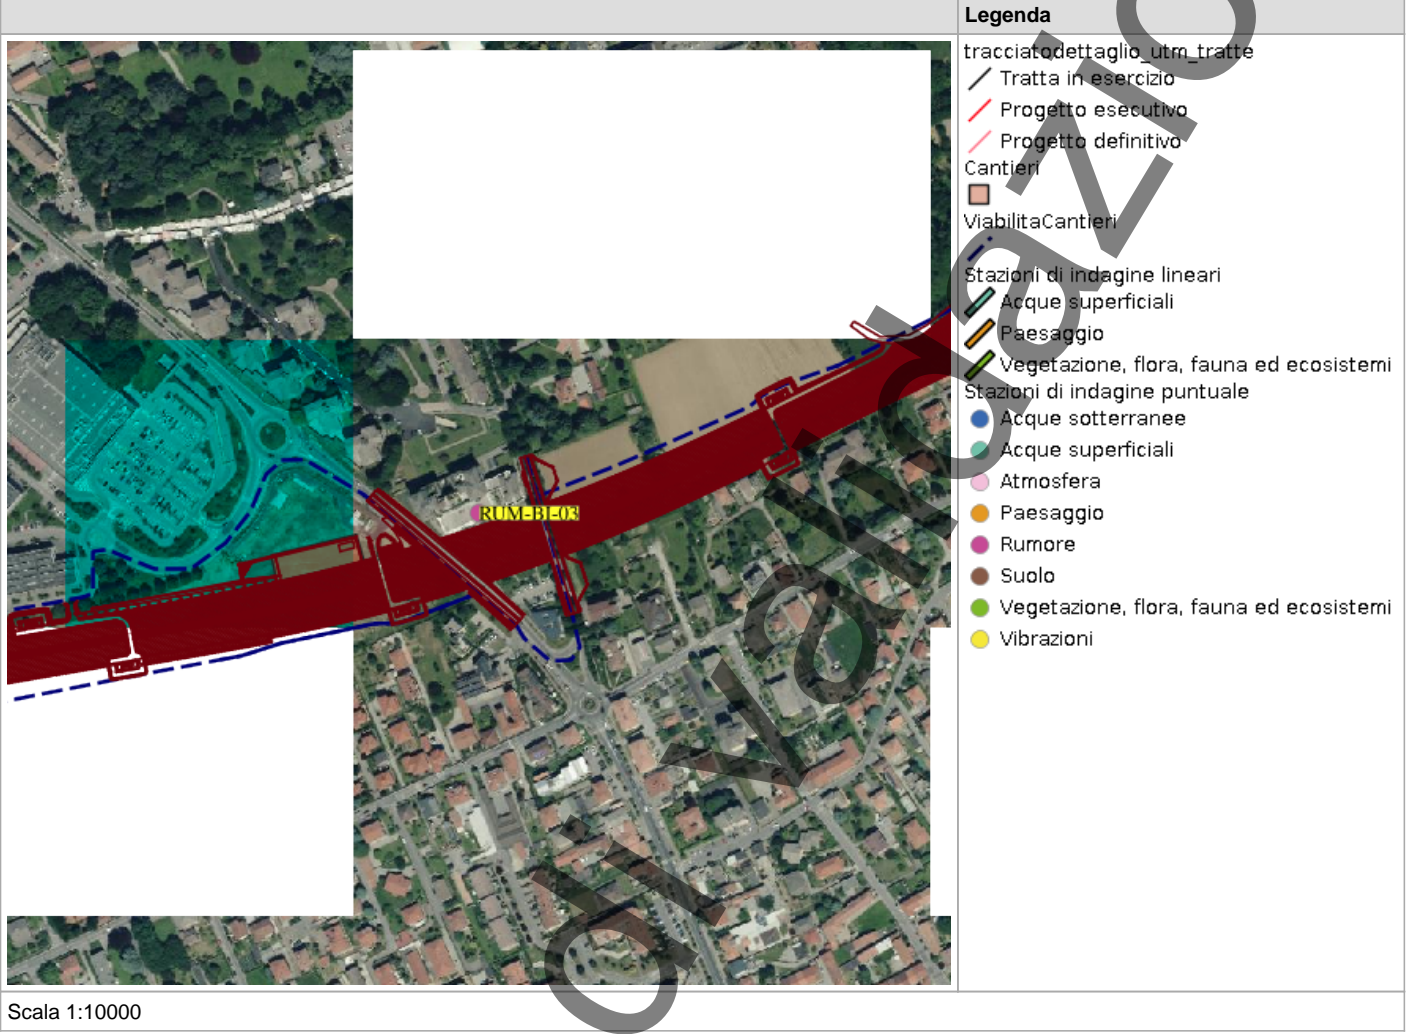 Legenda
tracciatodettaglio_utm_tratte
Tratta in esercizio
Progetto esecutivo
Progetto definitivo
Cantieri
ViabilitaCantieri
Stazioni di indagine lineari
Acque superficiali
Paesaggio
Vegetazione, flora, fauna ed ecosistemi
Stazioni di indagine puntuale
Acque sotterranee
Acque superficiali
Atmosfera
Paesaggio
Rumore
Suolo
Vegetazione, flora, fauna ed ecosistemi
Vibrazioni
RUM-BI-03
di Validazio
Scala 1:10000